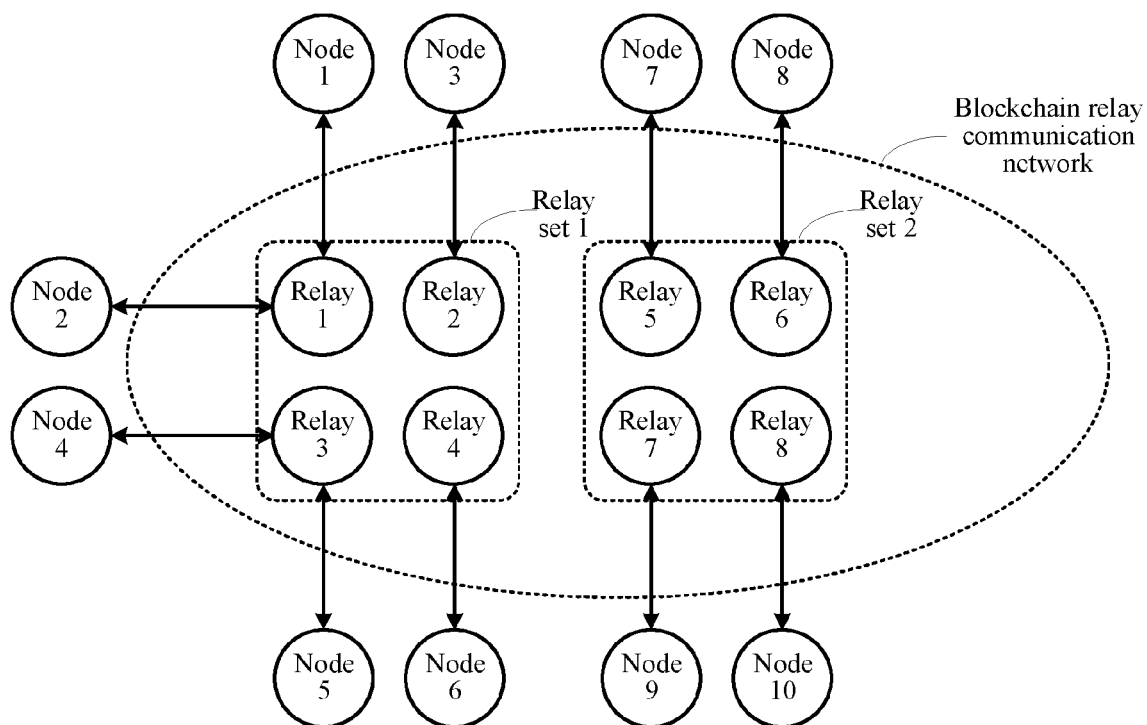 Node
1
Node
3
Node
7
Node
8
Blockchain relay
communication
nctwork
Relay
set 1
Relay
set 2
Node
2
Relay
1
Relay
2
Relay
5
Relay
6
Node
4
Relay
3
Relay
4
Relay
7
Relay
8
Node
5
Node
6
Node
9
Node
10